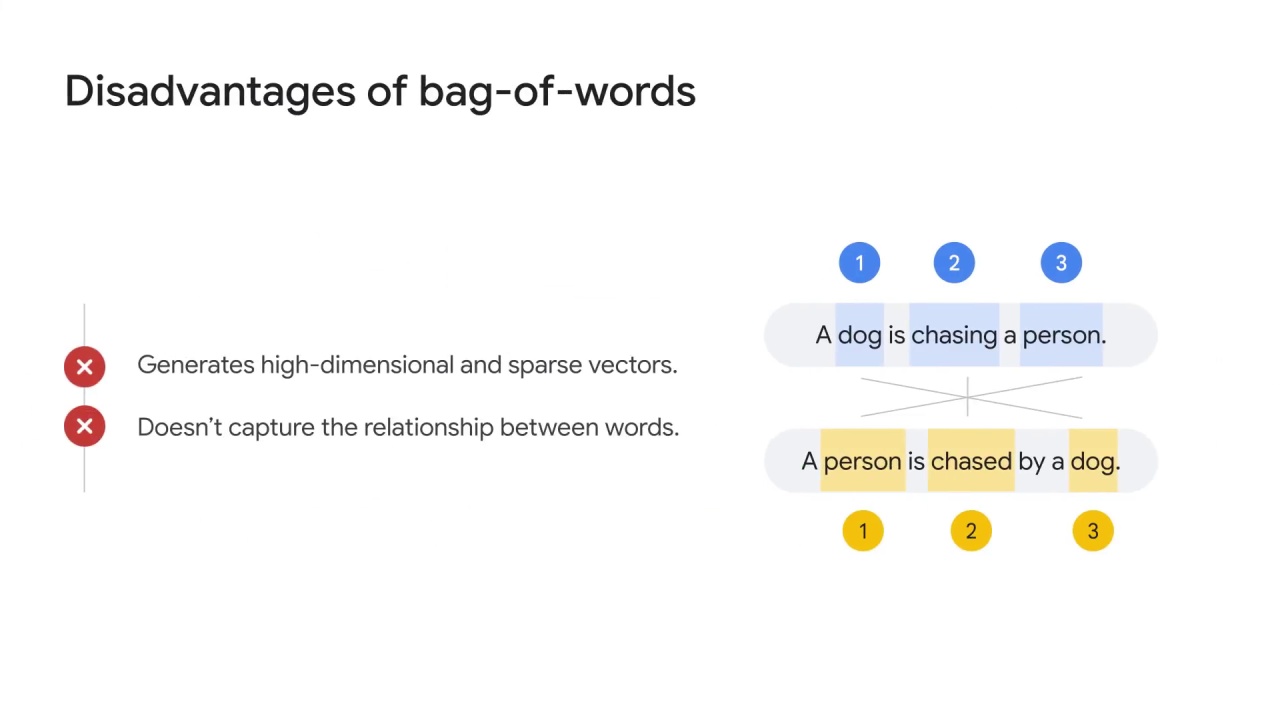 Disadvantages of bag-of-words
Generates high-dimensional and sparse vectors.
Doesn’t capture the relationship between words.
1 2 3
A dog is chasing a person.
A person is chased by a dog.
1 2 3